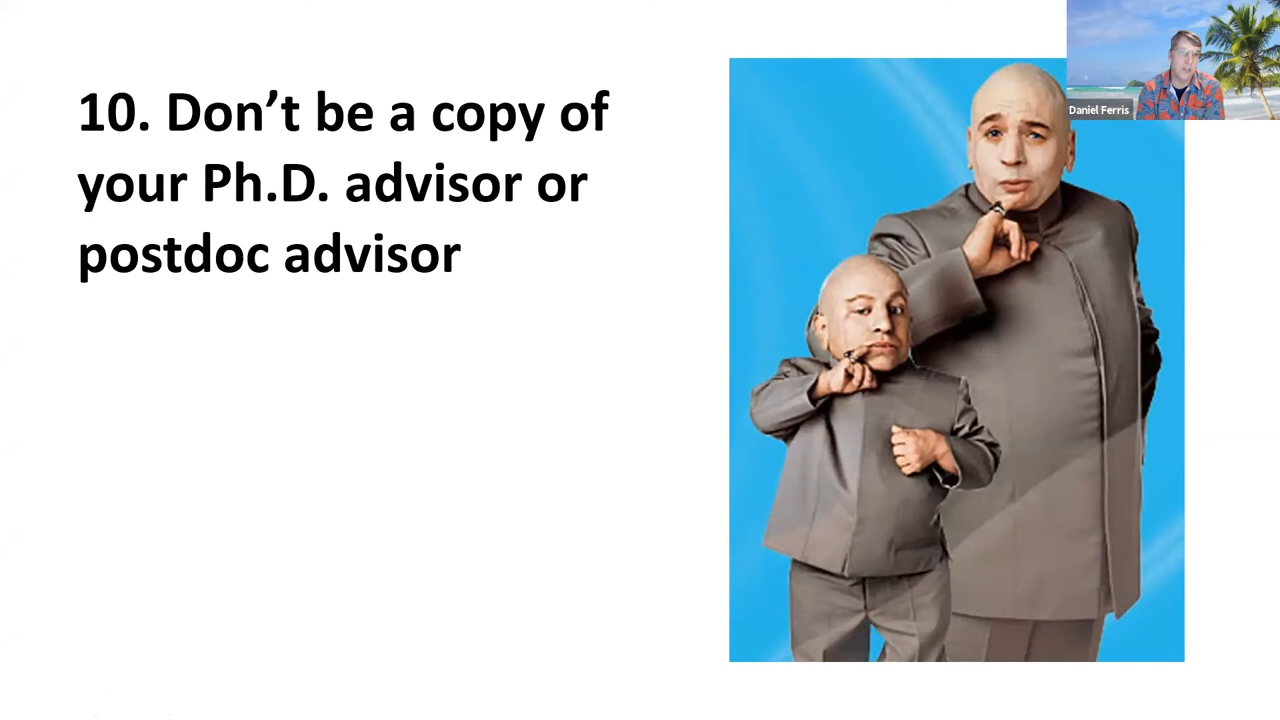 10. Don’t be a copy of
your Ph.D. advisor or
postdoc advisor
Daniel Ferris